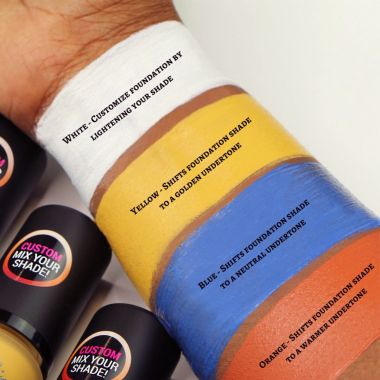 White - Customize foundation by
lightening your shade
Yellow - Shifts foundation shade
to a golden undertone
Blue - Shifts foundation shade
to a neutral undertone
Orange - Shifts foundation shade
to a warmer undertone
CUSTOM
MIX YOUR
SHADE!
CUSTOM
MIX YOUR
SHADE!